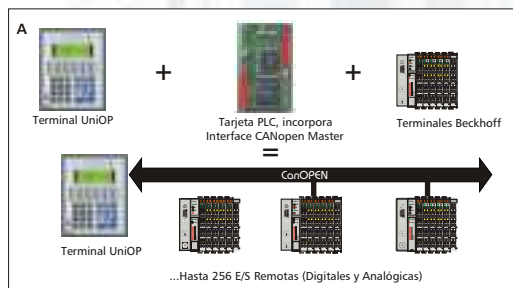 A
+
+
Terminal UniOP
Tarjeta PLC, incorpora
Interface CANopen Master
Terminales Beckhoff
=
CanOPEN
Terminal UniOP
...Hasta 256 E/S Remotas (Digitales y Analógicas)